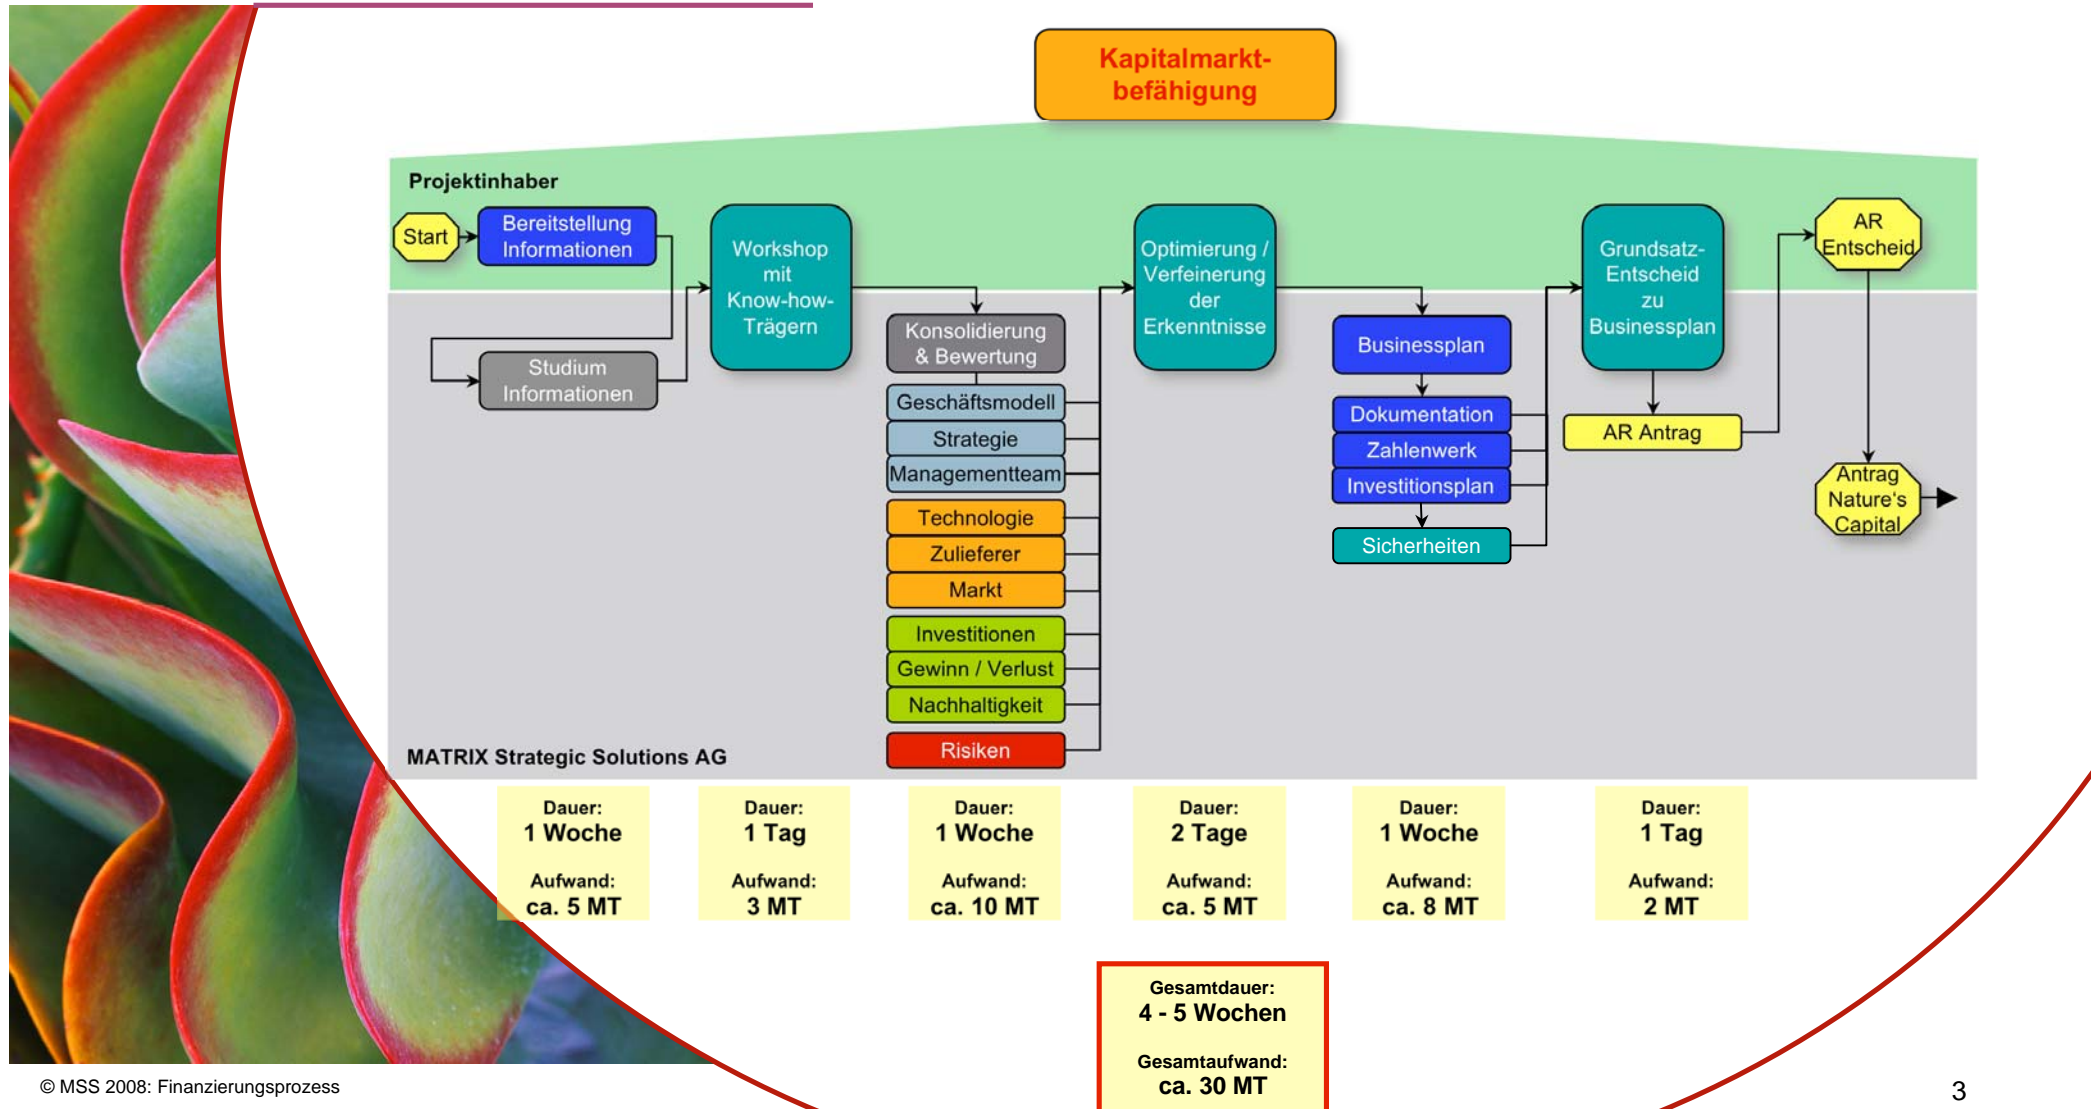 Kapitalmarkt-
befähigung
Projektinhaber
Start
Bereitstellung
Informationen
Studium
Informationen
Workshop
mit
Know-how-
Trägern
Konsolidierung
& Bewertung
Geschäftsmodell
Strategie
Managementteam
Technologie
Zulieferer
Markt
Investitionen
Gewinn / Verlust
Nachhaltigkeit
Risiken
Optimierung /
Verfeinerung
der
Erkenntnisse
Businessplan
Dokumentation
Zahlenwerk
Investitionsplan
Sicherheiten
Grundsatz-
Entscheid
zu
Businessplan
AR Antrag
AR
Entscheid
Antrag
Nature's
Capital
MATRIX Strategic Solutions AG
Dauer:
1 Woche
Aufwand:
ca. 5 MT
Dauer:
1 Tag
Aufwand:
3 MT
Dauer:
1 Woche
Aufwand:
ca. 10 MT
Dauer:
2 Tage
Aufwand:
ca. 5 MT
Dauer:
1 Woche
Aufwand:
ca. 8 MT
Dauer:
1 Tag
Aufwand:
2 MT
Gesamtdauer:
4 - 5 Wochen
Gesamtaufwand:
ca. 30 MT
© MSS 2008: Finanzierungsprozess
3